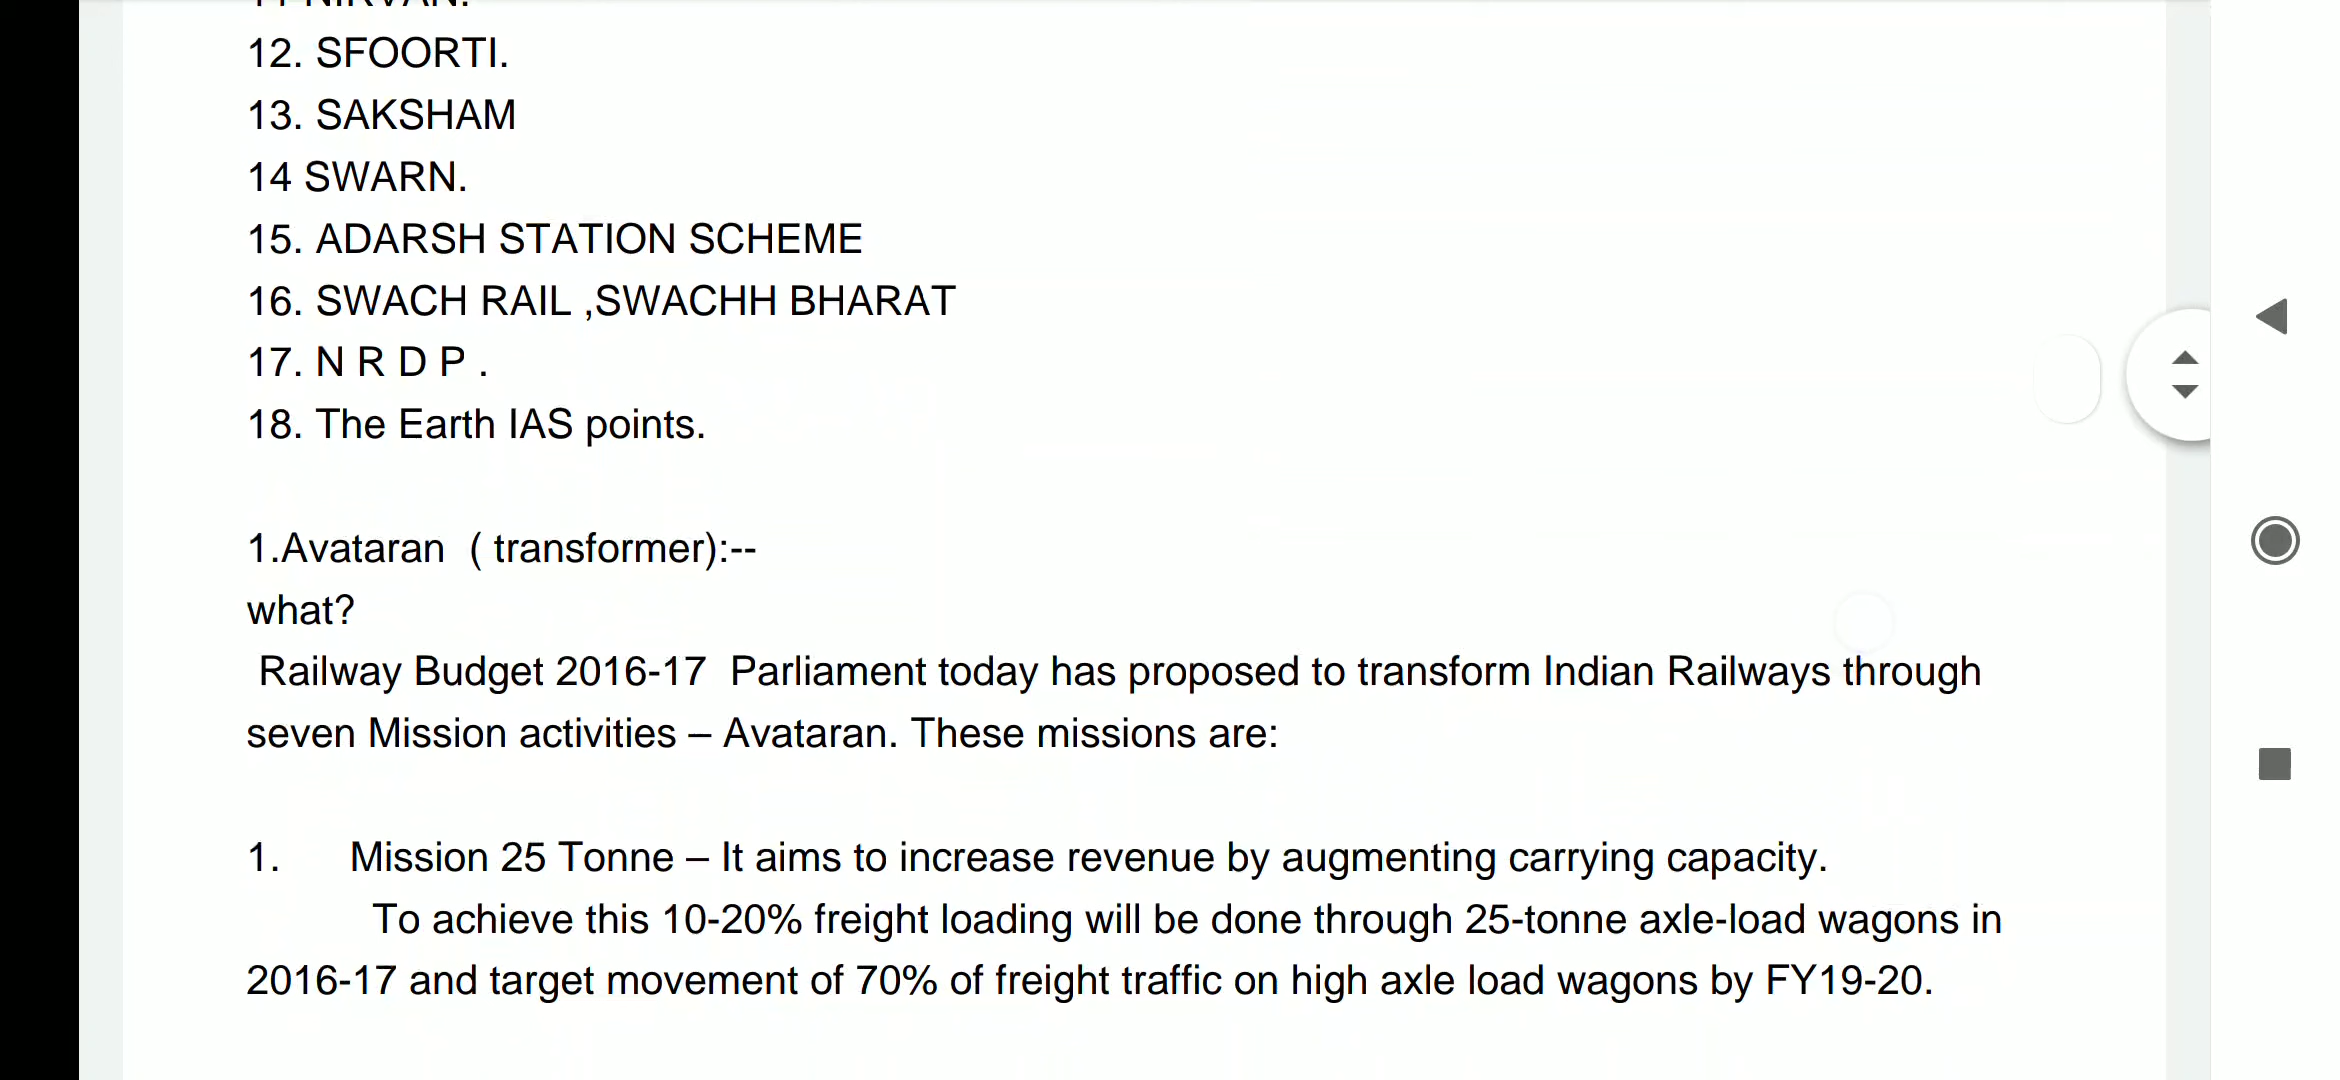 12. SFOORTI.
13. SAKSHAM
14 SWARN.
15. ADARSH STATION SCHEME
16. SWACH RAIL ,SWACHH BHARAT
17. N R D P .
18. The Earth IAS points.
1.Avataran  ( transformer):--
what?
Railway Budget 2016-17  Parliament today has proposed to transform Indian Railways through
seven Mission activities – Avataran. These missions are:
1.      Mission 25 Tonne – It aims to increase revenue by augmenting carrying capacity.
To achieve this 10-20% freight loading will be done through 25-tonne axle-load wagons in
2016-17 and target movement of 70% of freight traffic on high axle load wagons by FY19-20.